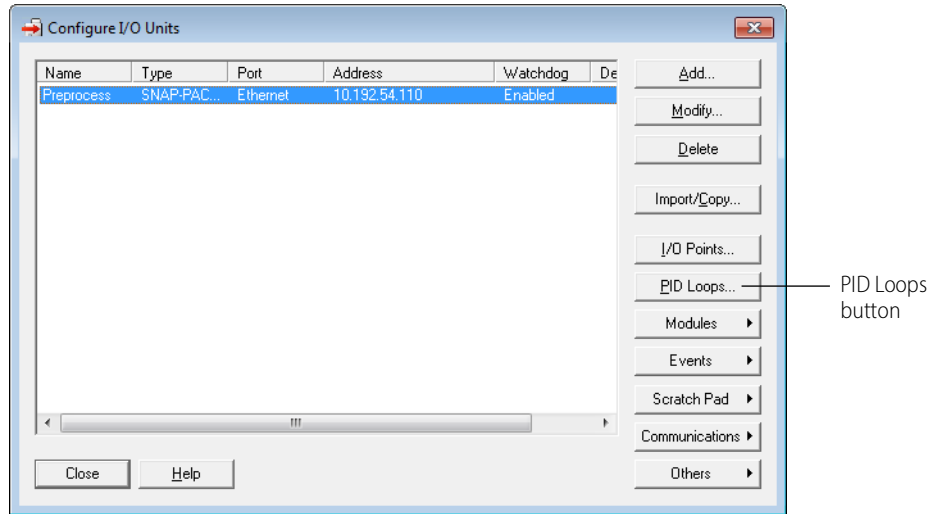 Configure I/O Units
Name Type Port Address Watchdog De
Preprocess SNAP-PAC... Ethernet 10.192.54.110 Enabled
Add...
Modify...
Delete
Import/Copy...
I/O Points...
PID Loops...
PID Loops
button
Modules
Events
Scratch Pad
Communications
Others
Close Help